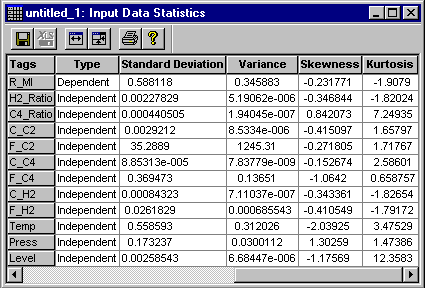 untitled_1: Input Data Statistics
XLS
?
Tags Type Standard Deviation Variance Skewness Kurtosis
R_MI Dependent 0.588118 0.345883 -0.231771 -1.9079
H2_Ratio Independent 0.00227829 5.19062e-006 -0.346844 -1.82024
C4_Ratio Independent 0.000440505 1.94045e-007 0.842073 7.24935
C_C2 Independent 0.0029212 8.5334e-006 -0.415097 1.65797
F_C2 Independent 35.2889 1245.31 -0.271805 1.71767
C_C4 Independent 8.85313e-005 7.83779e-009 -0.152674 2.58601
F_C4 Independent 0.369473 0.13651 -1.0642 0.658757
C_H2 Independent 0.00084323 7.11037e-007 -0.343361 -1.82654
F_H2 Independent 0.0261829 0.000685543 -0.410549 -1.79172
Temp Independent 0.558593 0.312026 -2.03925 3.47529
Press Independent 0.173237 0.0300112 1.30259 1.47386
Level Independent 0.00258543 6.68447e-006 -1.17569 12.3583